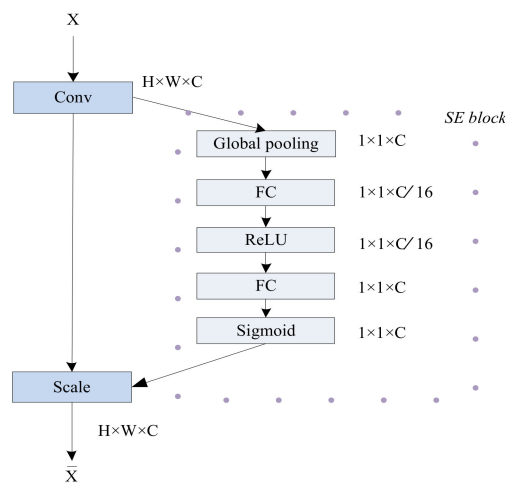 X
H×W×C
Conv
SE block
Global pooling 1×1×C
FC 1×1×C/16
ReLU 1×1×C/16
FC 1×1×C
Sigmoid 1×1×C
Scale
H×W×C
X̅